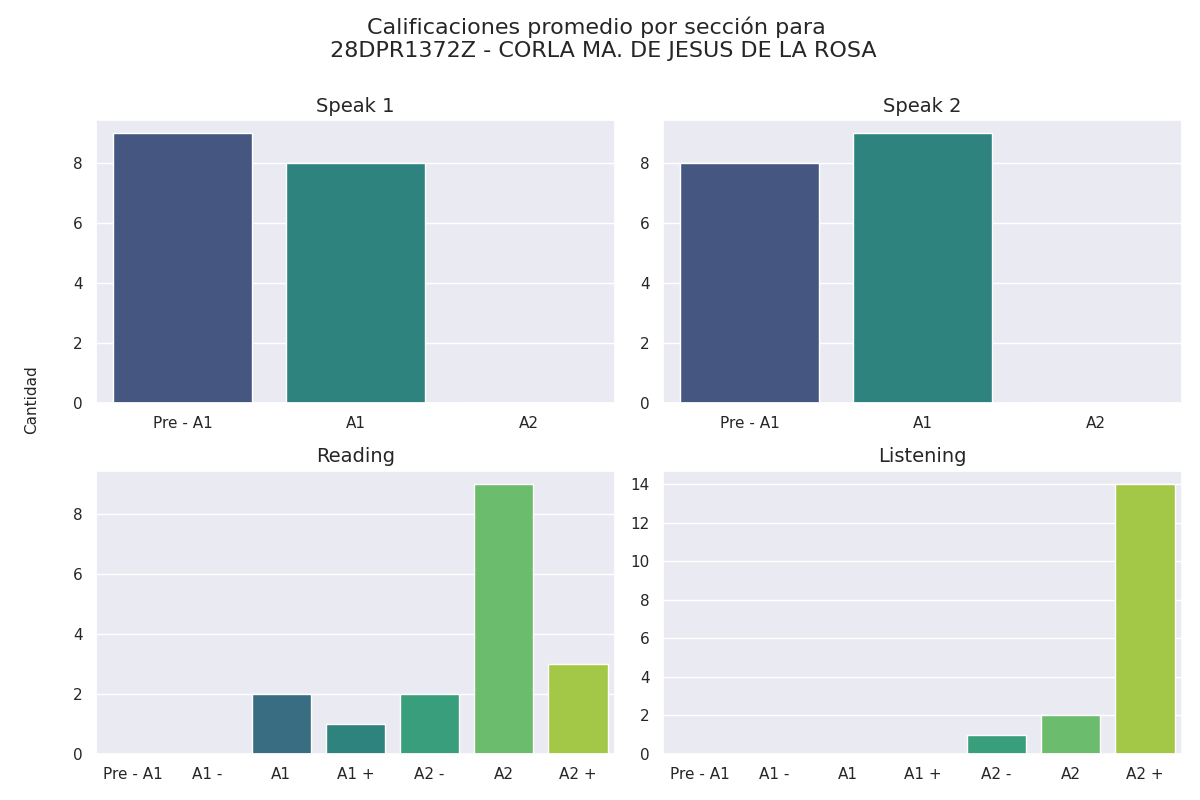 Calificaciones promedio por sección para
28DPR1372Z - CORLA MA. DE JESUS DE LA ROSA
Speak 1
8
6
4
2
0
Pre - A1 A1 A2
Speak 2
8
6
4
2
0
Pre - A1 A1 A2
Cantidad
Reading
8
6
4
2
0
Pre - A1 A1 - A1 A1 + A2 - A2 A2 +
Listening
14
12
10
8
6
4
2
0
Pre - A1 A1 - A1 A1 + A2 - A2 A2 +